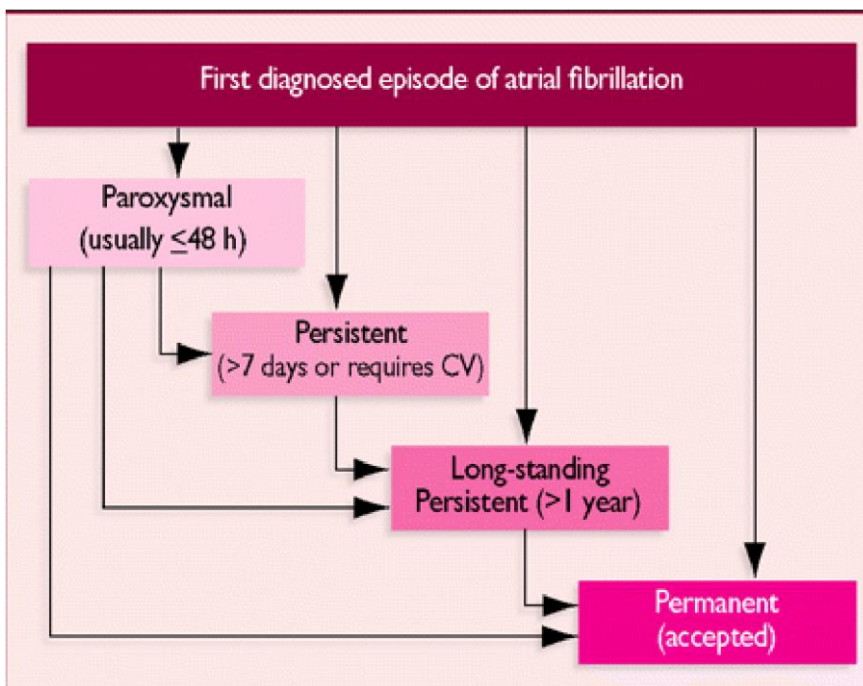 First diagnosed episode of atrial fibrillation
Paroxysmal
(usually ≤48 h)
Persistent
(>7 days or requires CV)
Long-standing
Persistent (>1 year)
Permanent
(accepted)